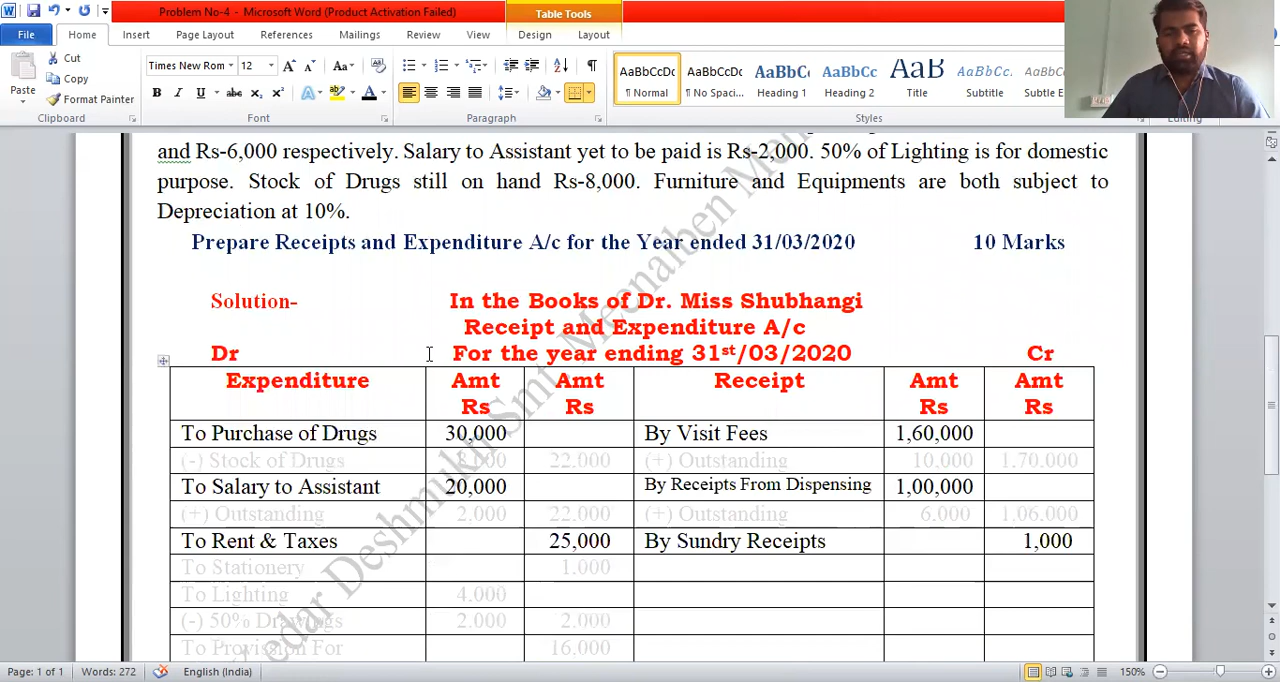 Problem No-4 - Microsoft Word (Product Activation Failed)
Table Tools
File Home Insert Page Layout References Mailings Review View Design Layout
Cut
Copy
Format Painter
Paste
Clipboard
Times New Rom 12
Font
Paragraph
AaBbCcDc AaBbCcDc AaBbC AaBbCc AaB AaBbCc. AaBbCc
¶ Normal ¶ No Spaci... Heading 1 Heading 2 Title Subtitle Subtle E
Styles
Editing
and Rs-6,000 respectively. Salary to Assistant yet to be paid is Rs-2,000. 50% of Lighting is for domestic
purpose. Stock of Drugs still on hand Rs-8,000. Furniture and Equipments are both subject to
Depreciation at 10%.
Prepare Receipts and Expenditure A/c for the Year ended 31/03/2020 10 Marks
Solution- In the Books of Dr. Miss Shubhangi
Receipt and Expenditure A/c
Dr For the year ending 31st/03/2020 Cr
Expenditure Amt Rs Amt Rs Receipt Amt Rs Amt Rs
To Purchase of Drugs 30,000 By Visit Fees 1,60,000
(-) Stock of Drugs 8,000 22,000 (+) Outstanding 10,000 1,70,000
To Salary to Assistant 20,000 By Receipts From Dispensing 1,00,000
(+) Outstanding 2,000 22,000 (+) Outstanding 6,000 1,06,000
To Rent & Taxes 25,000 By Sundry Receipts 1,000
To Stationery 1,000
To Lighting 4,000
(-) 50% Drawings 2,000 2,000
To Provission For 16,000
Deshmukh Smt. Meenalben
Page: 1 of 1 Words: 272 English (India) 150%